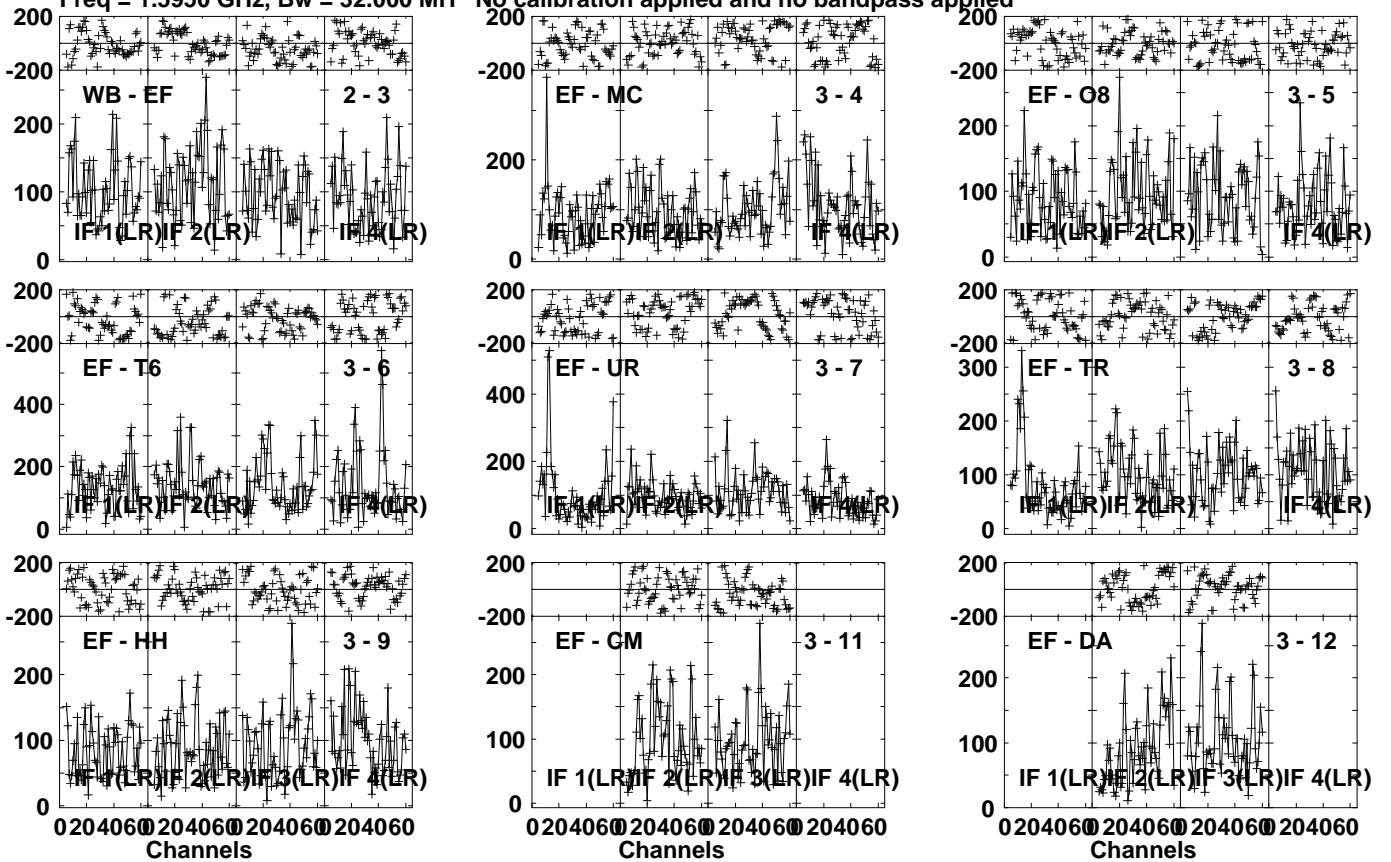 Freq = 1.5950 GHz, Bw = 32.000 MH No calibration applied and no bandpass applied
200
-200
WB - EF 2 - 3
200
100
0
IF 1(LR) IF 2(LR) IF 4(LR)
200
-200
EF - MC 3 - 4
200
0
IF 1(LR) IF 2(LR) IF 4(LR)
200
-200
EF - O8 3 - 5
200
100
0
IF 1(LR) IF 2(LR) IF 4(LR)
200
-200
EF - T6 3 - 6
400
200
0
IF 1(LR) IF 2(LR) IF 4(LR)
200
-200
EF - UR 3 - 7
400
200
0
IF 1(LR) IF 2(LR) IF 4(LR)
200
-200
EF - TR 3 - 8
300
200
100
0
IF 1(LR) IF 2(LR) IF 4(LR)
200
-200
EF - HH 3 - 9
200
100
0
IF 1(LR) IF 2(LR) IF 3(LR) IF 4(LR)
0 20 40 60 0 20 40 60 0 20 40 60 0 20 40 60
Channels
200
-200
EF - CM 3 - 11
200
100
0
IF 1(LR) IF 2(LR) IF 3(LR) IF 4(LR)
0 20 40 60 0 20 40 60 0 20 40 60 0 20 40 60
Channels
200
-200
EF - DA 3 - 12
200
100
0
IF 1(LR) IF 2(LR) IF 3(LR) IF 4(LR)
0 20 40 60 0 20 40 60 0 20 40 60 0 20 40 60
Channels